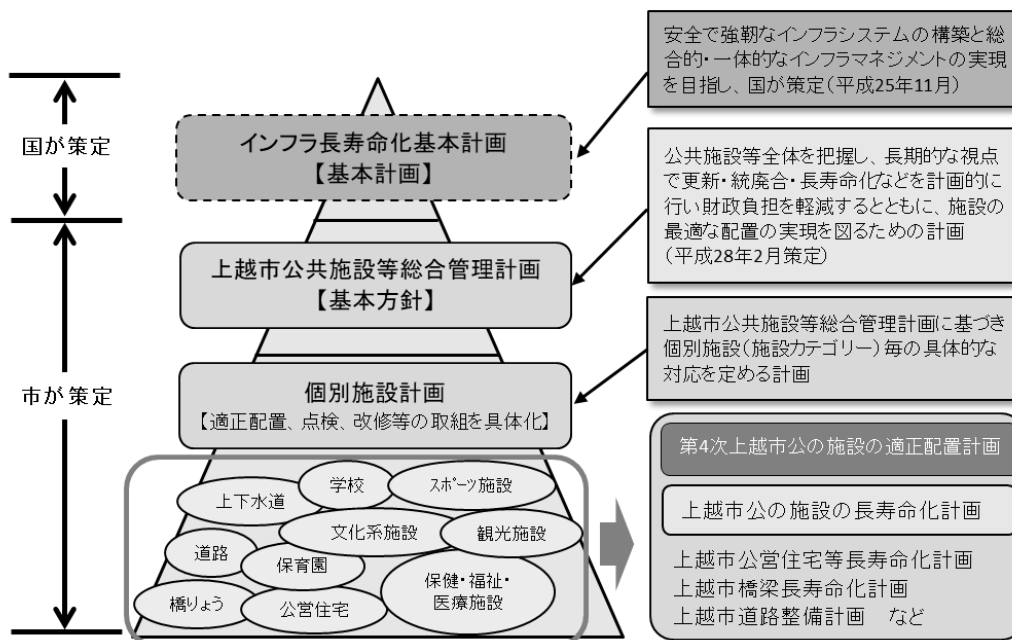 国が策定
市が策定
インフラ長寿命化基本計画
【基本計画】
上越市公共施設等総合管理計画
【基本方針】
個別施設計画
【適正配置、点検、改修等の取組を具体化】
上下水道
学校
スポーツ施設
文化系施設
観光施設
道路
保育園
保健・福祉・
医療施設
橋りょう
公営住宅
安全で強靭なインフラシステムの構築と総
合的・一体的なインフラマネジメントの実現
を目指し、国が策定(平成25年11月)
公共施設等全体を把握し、長期的な視点
で更新・統廃合・長寿命化などを計画的に
行い財政負担を軽減するとともに、施設の
最適な配置の実現を図るための計画
(平成28年2月策定)
上越市公共施設等総合管理計画に基づき
個別施設(施設カテゴリー)毎の具体的な
対応を定める計画
第4次上越市公の施設の適正配置計画
上越市公の施設の長寿命化計画
上越市公営住宅等長寿命化計画
上越市橋梁長寿命化計画
上越市道路整備計画 など